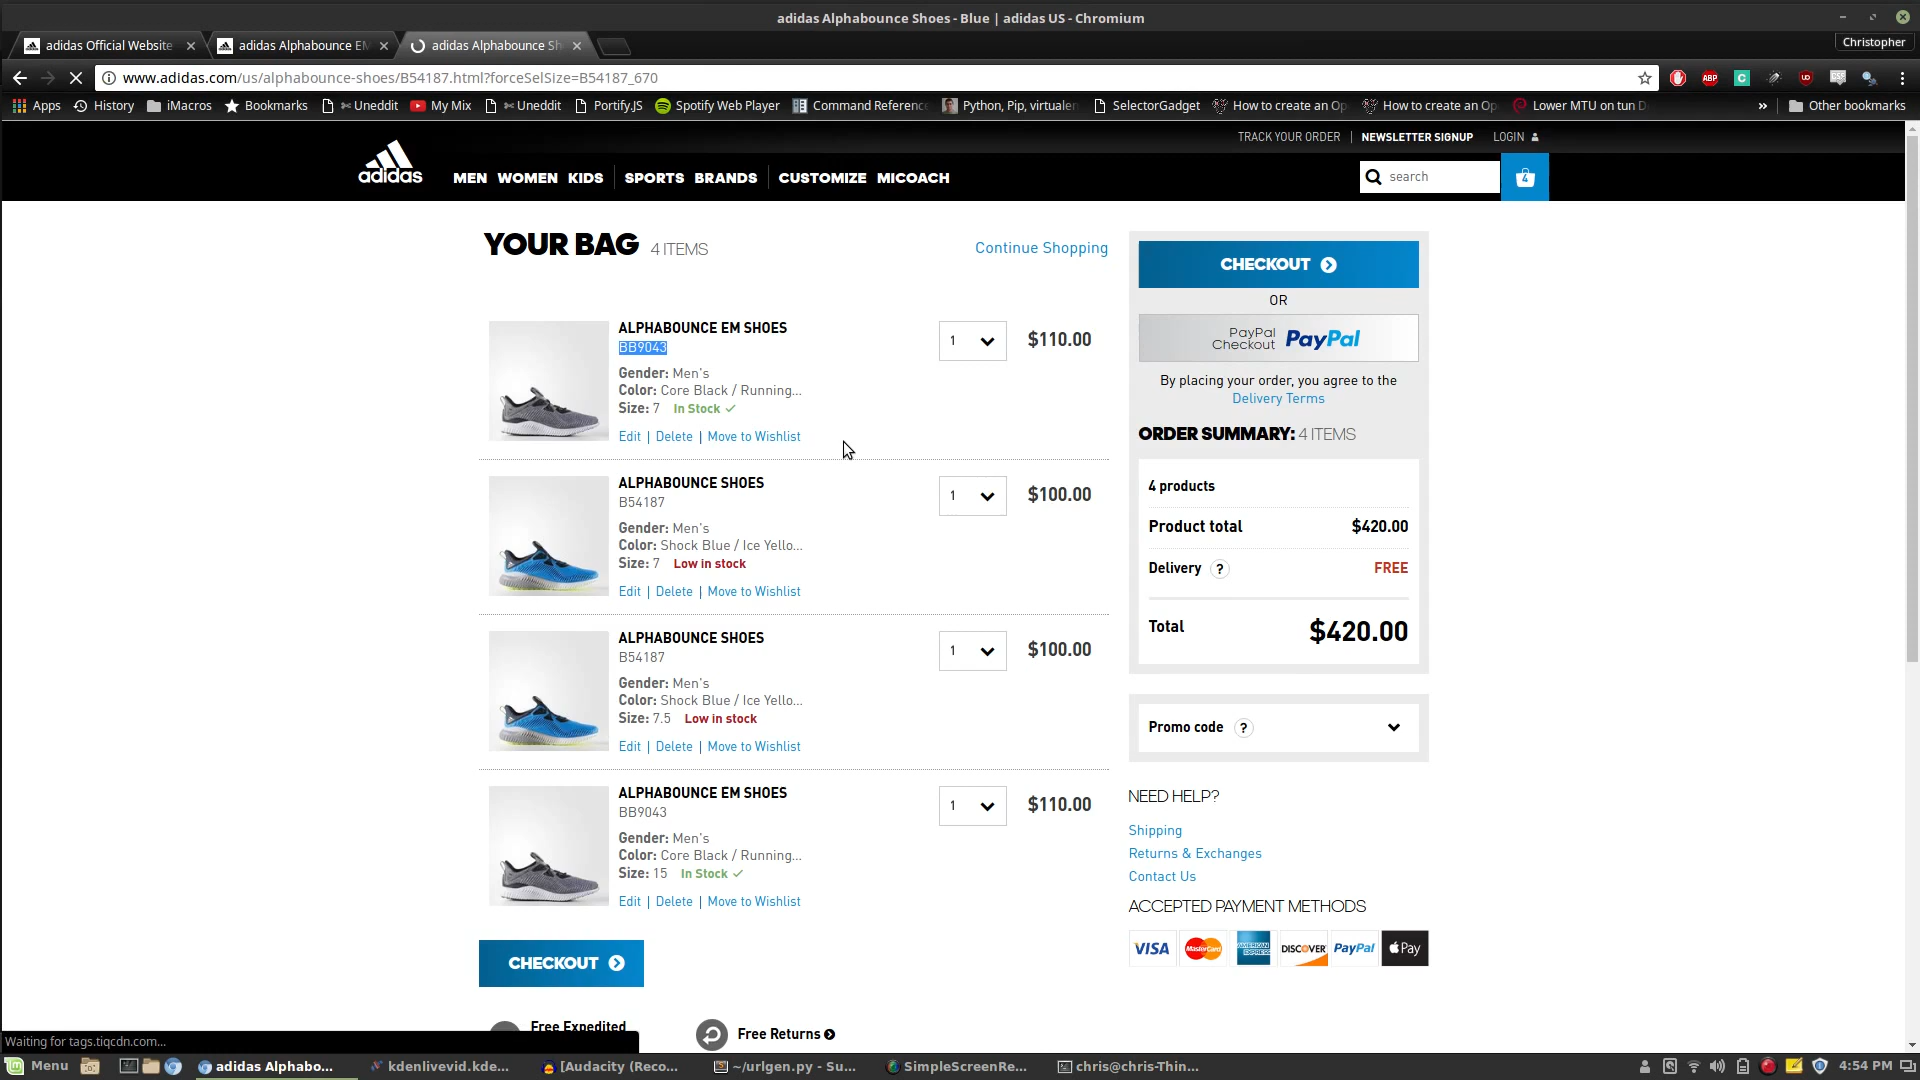 adidas Alphabounce Shoes - Blue | adidas US - Chromium
adidas Official Website
adidas Alphabounce EM
adidas Alphabounce Sh
Christopher
www.adidas.com/us/alphabounce-shoes/B54187.html?forceSelSize=B54187_670
Apps History iMacros Bookmarks Uneddit My Mix Uneddit PortifyJS Spotify Web Player Command Reference Python, Pip, virtualen SelectorGadget How to create an Op How to create an Op Lower MTU on tun D » Other bookmarks
TRACK YOUR ORDER | NEWSLETTER SIGNUP LOGIN
adidas
MEN WOMEN KIDS SPORTS BRANDS CUSTOMIZE MICOACH
search
4
YOUR BAG 4 ITEMS
Continue Shopping
ALPHABOUNCE EM SHOES
BB9043
Gender: Men's
Color: Core Black / Running...
Size: 7 In Stock ✓
Edit | Delete | Move to Wishlist
1
$110.00
ALPHABOUNCE SHOES
B54187
Gender: Men's
Color: Shock Blue / Ice Yello...
Size: 7 Low in stock
Edit | Delete | Move to Wishlist
1
$100.00
ALPHABOUNCE SHOES
B54187
Gender: Men's
Color: Shock Blue / Ice Yello...
Size: 7.5 Low in stock
Edit | Delete | Move to Wishlist
1
$100.00
ALPHABOUNCE EM SHOES
BB9043
Gender: Men's
Color: Core Black / Running...
Size: 15 In Stock ✓
Edit | Delete | Move to Wishlist
1
$110.00
CHECKOUT
Free Expedited
Free Returns
CHECKOUT
OR
PayPal
Checkout
PayPal
By placing your order, you agree to the
Delivery Terms
ORDER SUMMARY: 4 ITEMS
4 products
Product total $420.00
Delivery ? FREE
Total $420.00
Promo code ?
NEED HELP?
Shipping
Returns & Exchanges
Contact Us
ACCEPTED PAYMENT METHODS
VISA MasterCard AMERICAN EXPRESS DISCOVER PayPal Pay
Waiting for tags.tiqcdn.com...
Menu adidas Alphabo... kdenlivevid.kde... [Audacity (Reco... ~/urlgen.py - Su... SimpleScreenRe... chris@chris-Thin... 4:54 PM